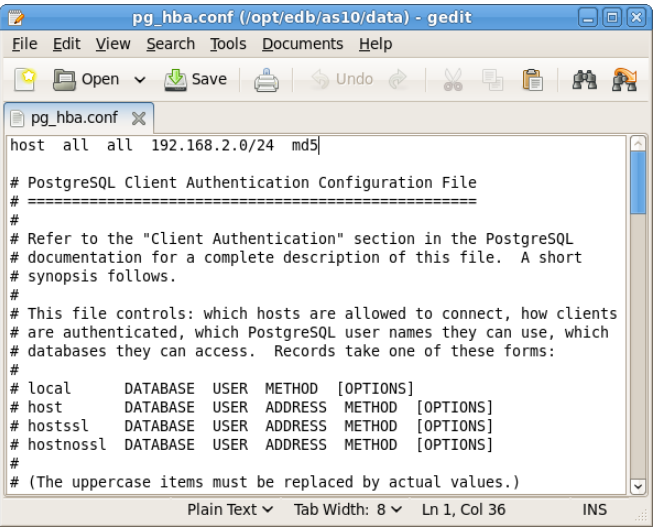 pg_hba.conf (/opt/edb/as10/data) - gedit
File Edit View Search Tools Documents Help
Open Save Undo
pg_hba.conf
host  all  all  192.168.2.0/24  md5
# PostgreSQL Client Authentication Configuration File
# ===================================================
#
# Refer to the "Client Authentication" section in the PostgreSQL
# documentation for a complete description of this file.  A short
# synopsis follows.
#
# This file controls: which hosts are allowed to connect, how clients
# are authenticated, which PostgreSQL user names they can use, which
# databases they can access.  Records take one of these forms:
#
# local      DATABASE  USER  METHOD  [OPTIONS]
# host       DATABASE  USER  ADDRESS  METHOD  [OPTIONS]
# hostssl    DATABASE  USER  ADDRESS  METHOD  [OPTIONS]
# hostnossl  DATABASE  USER  ADDRESS  METHOD  [OPTIONS]
#
# (The uppercase items must be replaced by actual values.)
Plain Text Tab Width: 8 Ln 1, Col 36 INS